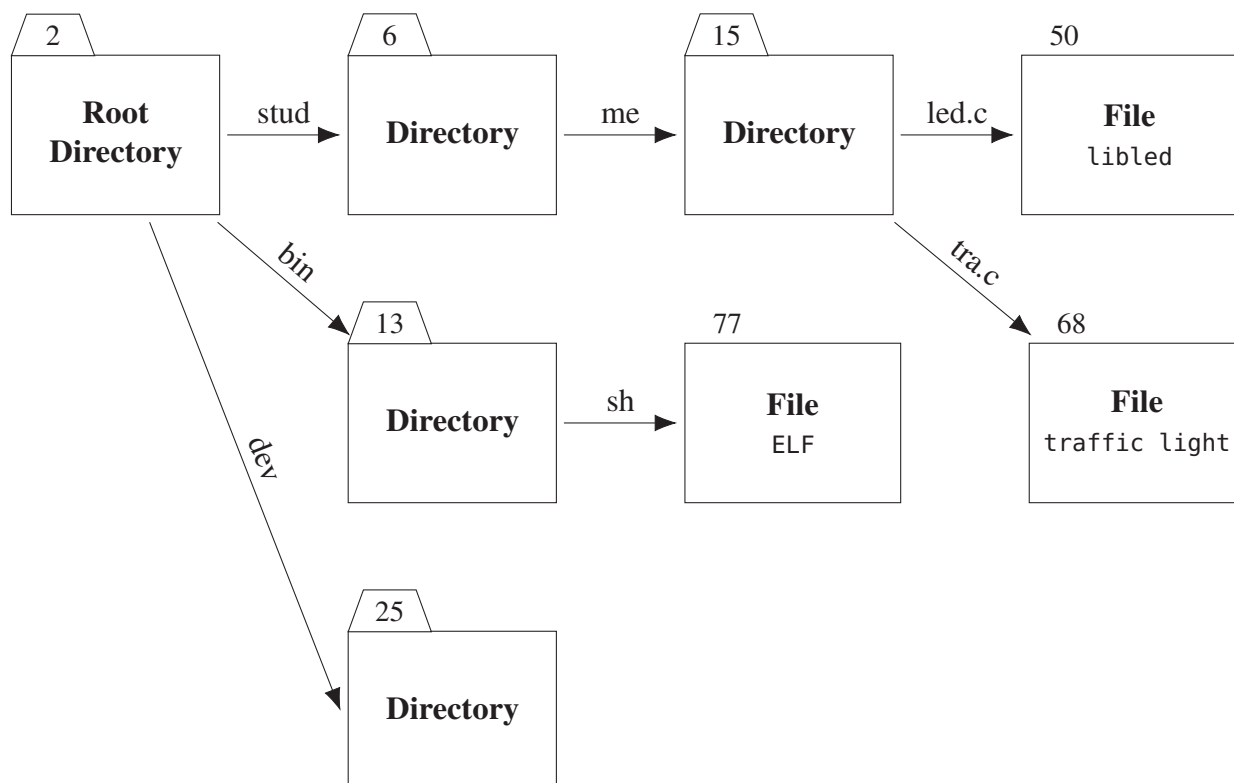 2
6
15
50
Root
Directory
stud
Directory
me
Directory
led.c
File
libled
bin
tra.c
13
77
68
Directory
sh
File
ELF
File
traffic light
dev
25
Directory